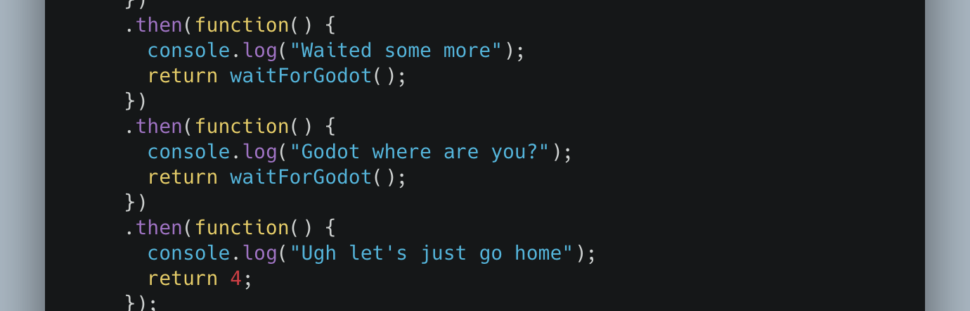 })
.then(function() {
console.log("Waited some more");
return waitForGodot();
})
.then(function() {
console.log("Godot where are you?");
return waitForGodot();
})
.then(function() {
console.log("Ugh let's just go home");
return 4;
});